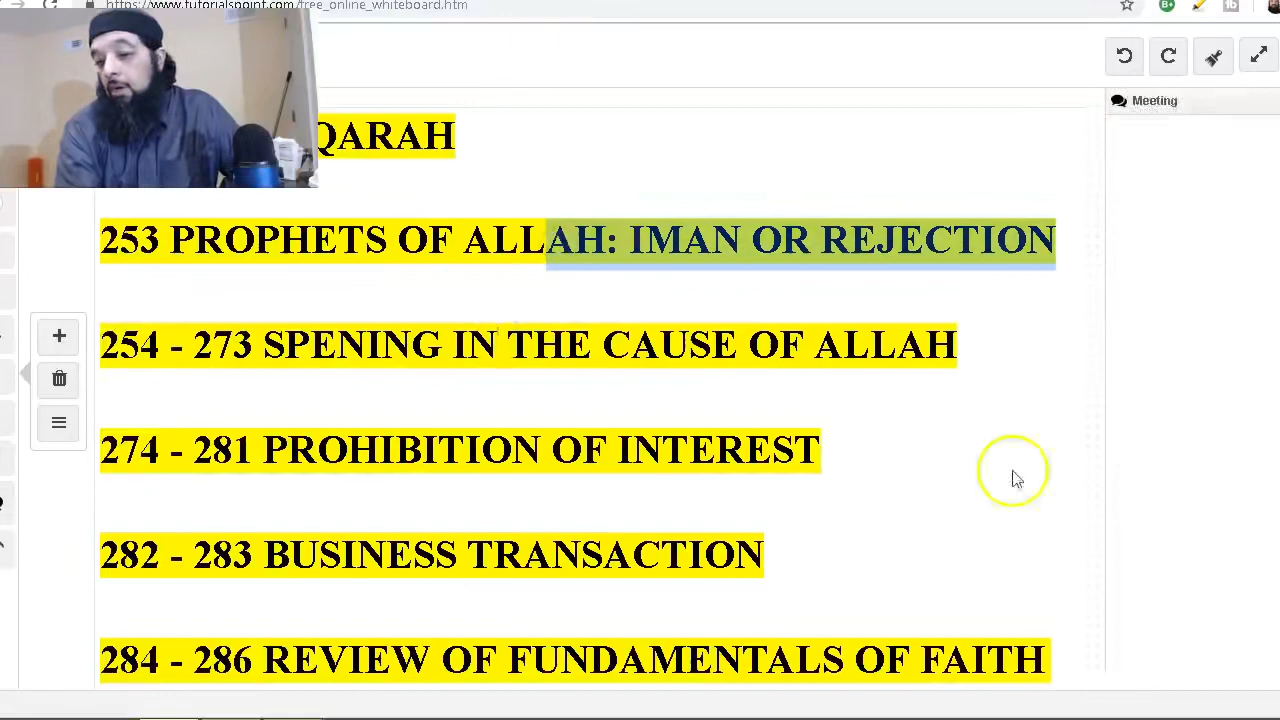 https://www.tutorialspoint.com/free_online_whiteboard.htm
Meeting
QARAH
253 PROPHETS OF ALLAH: IMAN OR REJECTION
254 - 273 SPENING IN THE CAUSE OF ALLAH
274 - 281 PROHIBITION OF INTEREST
282 - 283 BUSINESS TRANSACTION
284 - 286 REVIEW OF FUNDAMENTALS OF FAITH